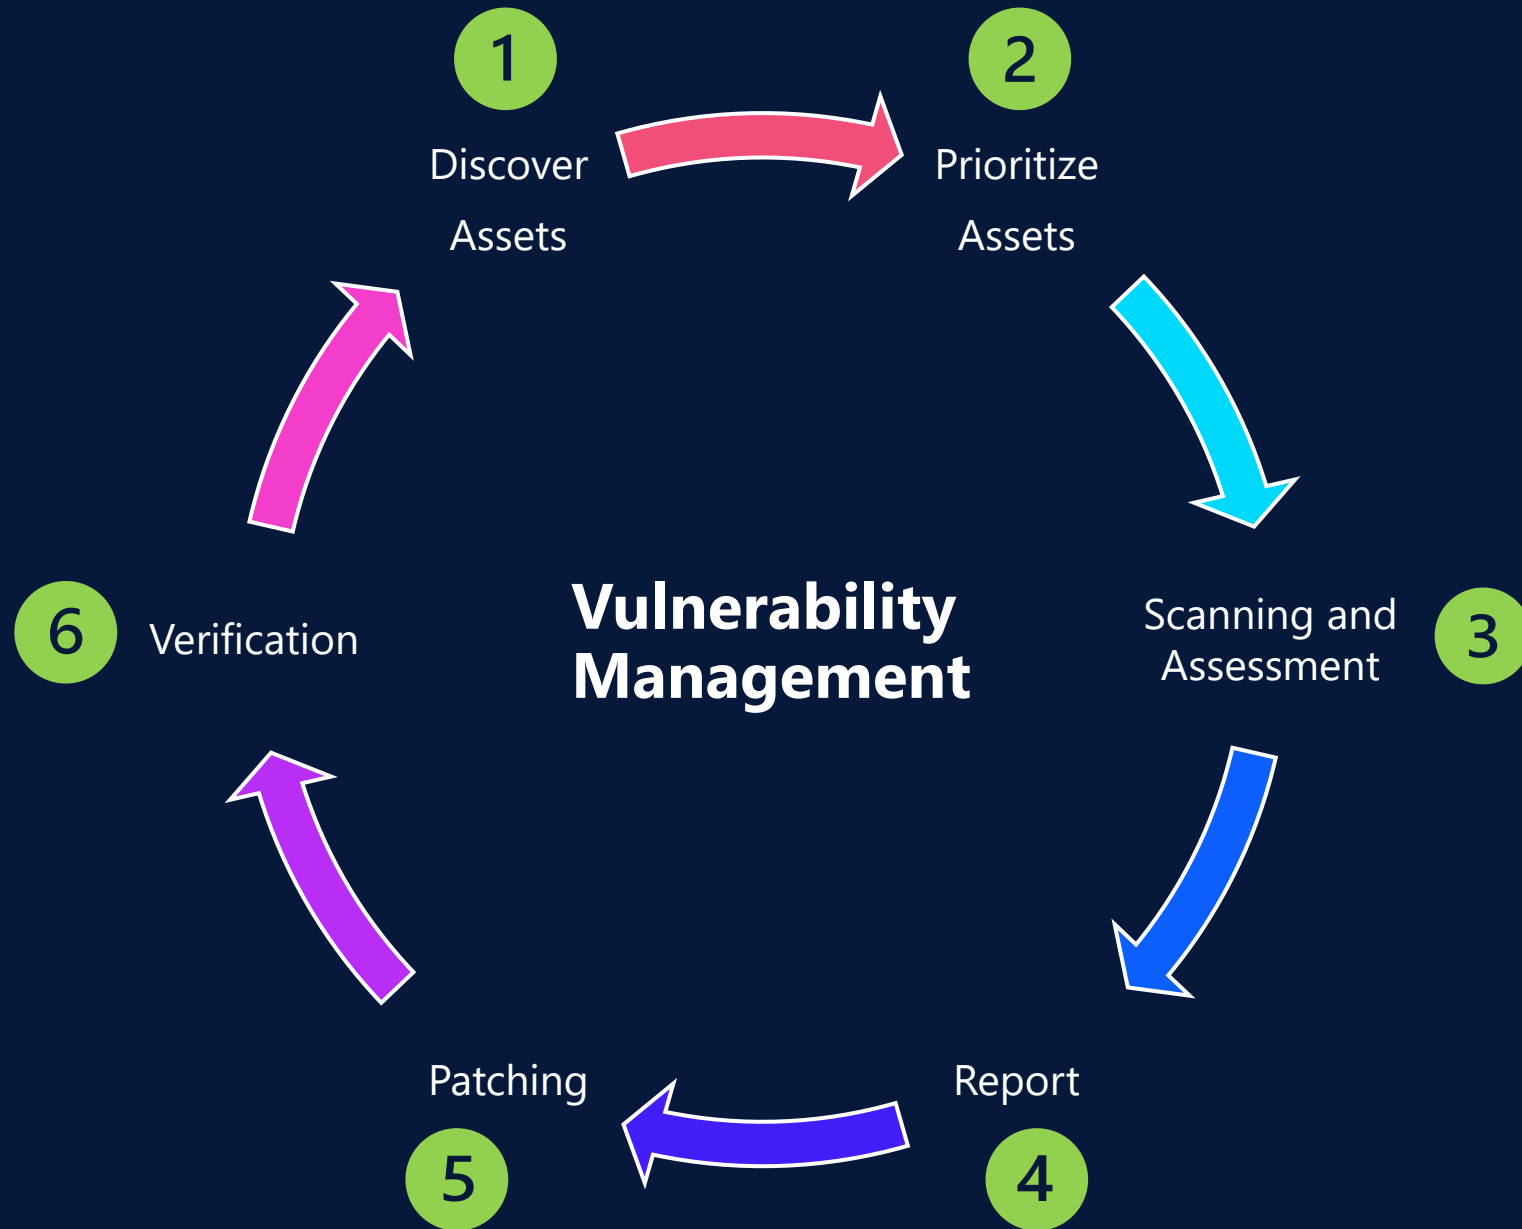 1
Discover
Assets
2
Prioritize
Assets
3
Scanning and
Assessment
4
Report
5
Patching
6
Verification
Vulnerability
Management